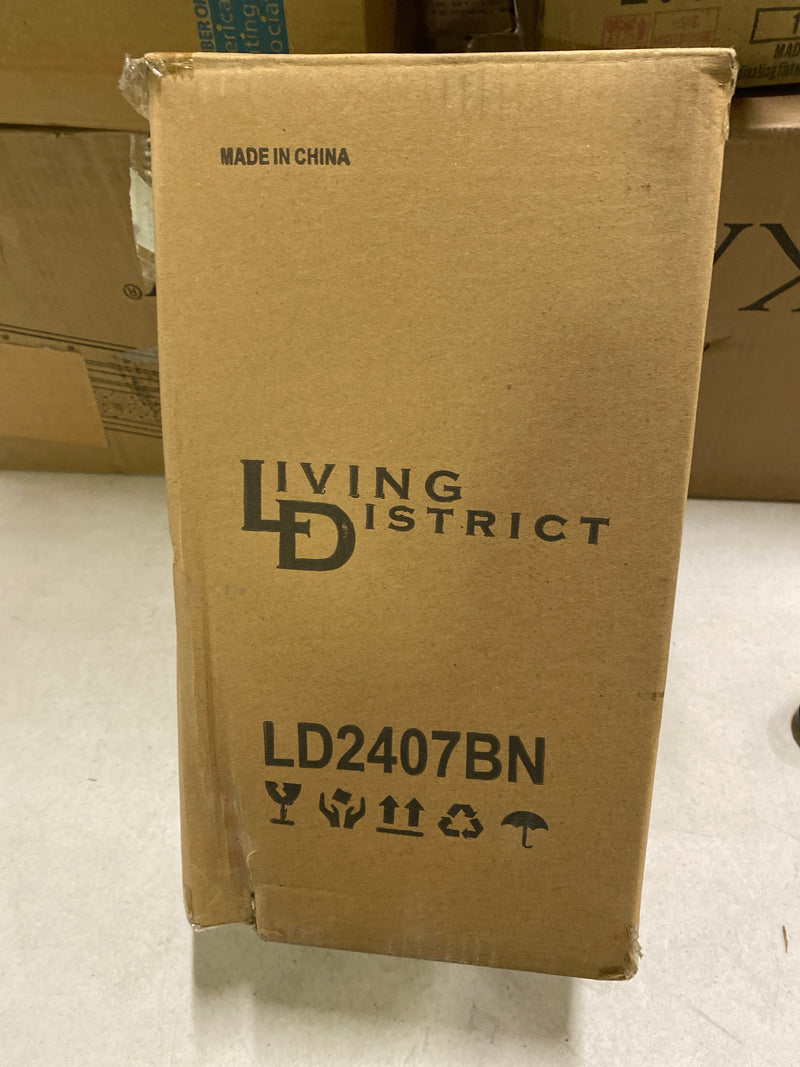 MADE IN CHINA
LIVING
DISTRICT
LD2407BN
®